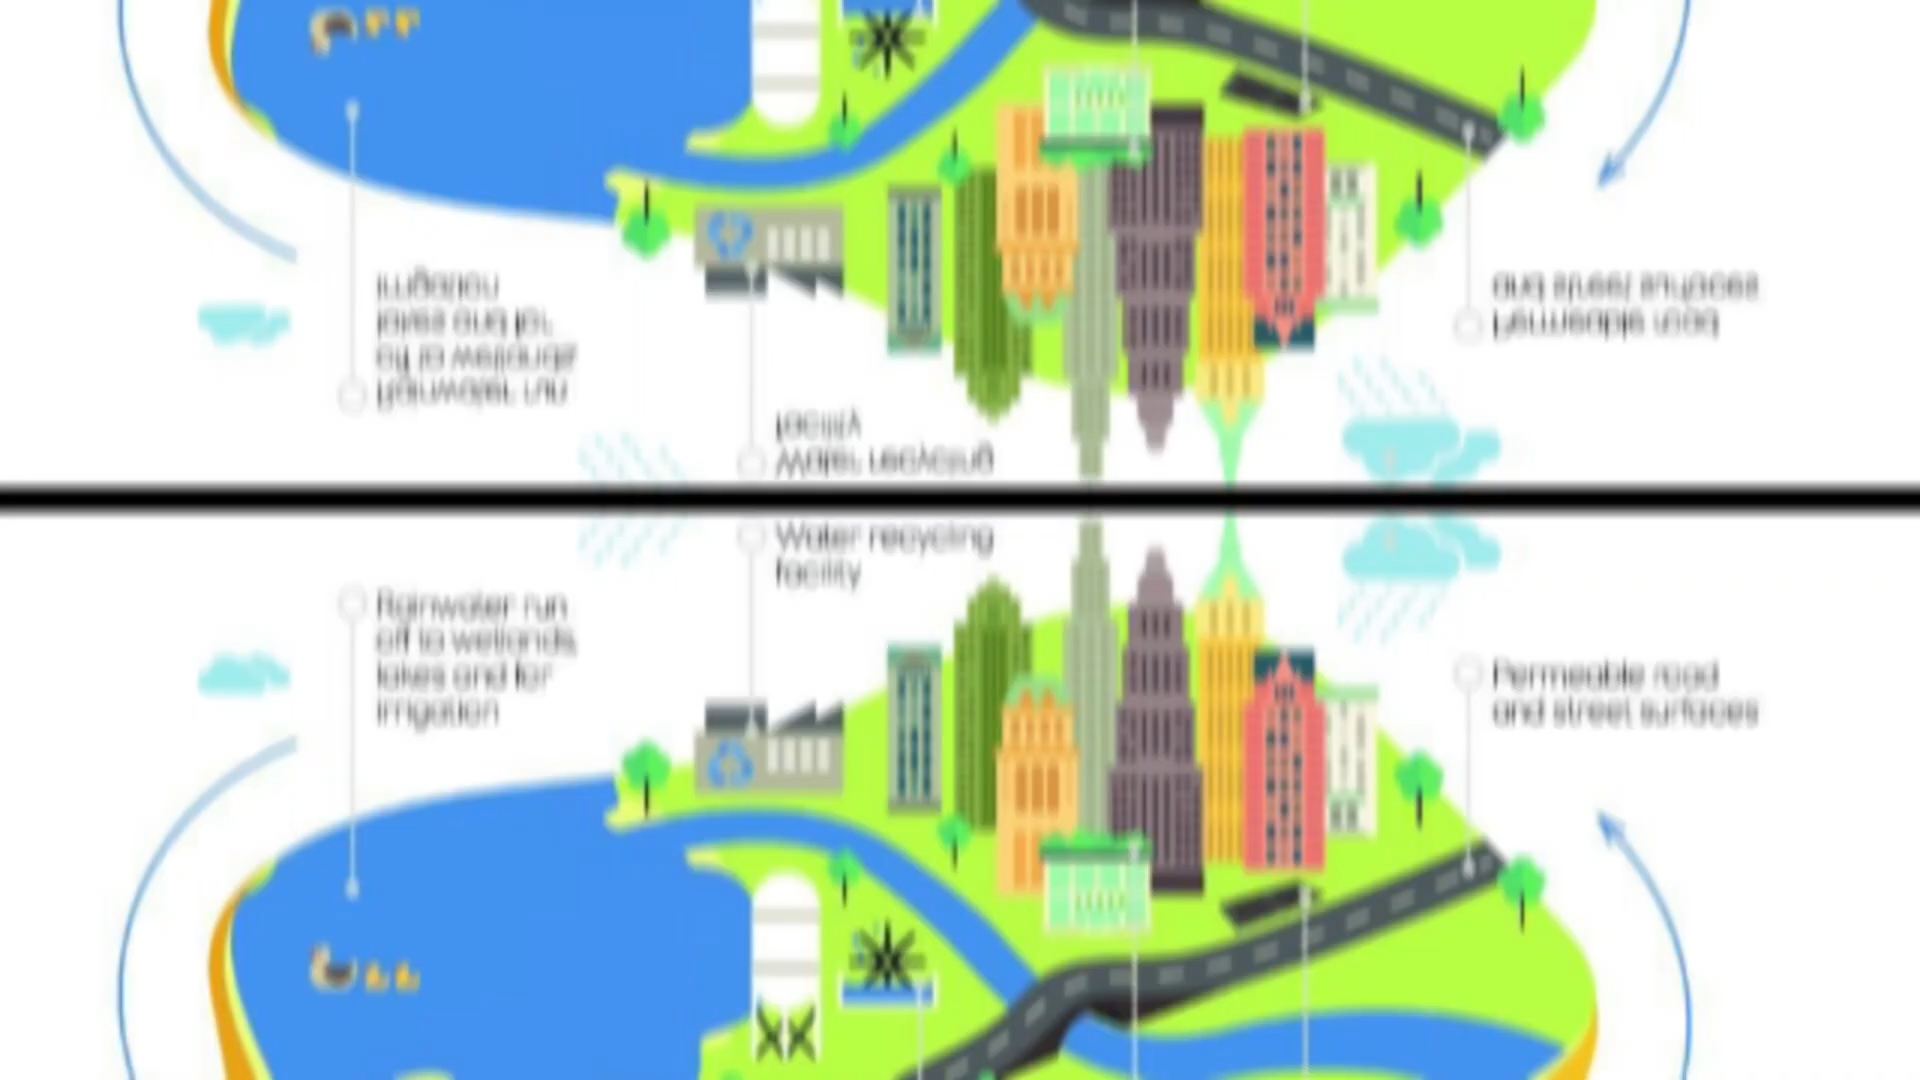 Water recycling
facility
Rainwater run
off to wetlands,
lakes and for
irrigation
Permeable road
and street surfaces